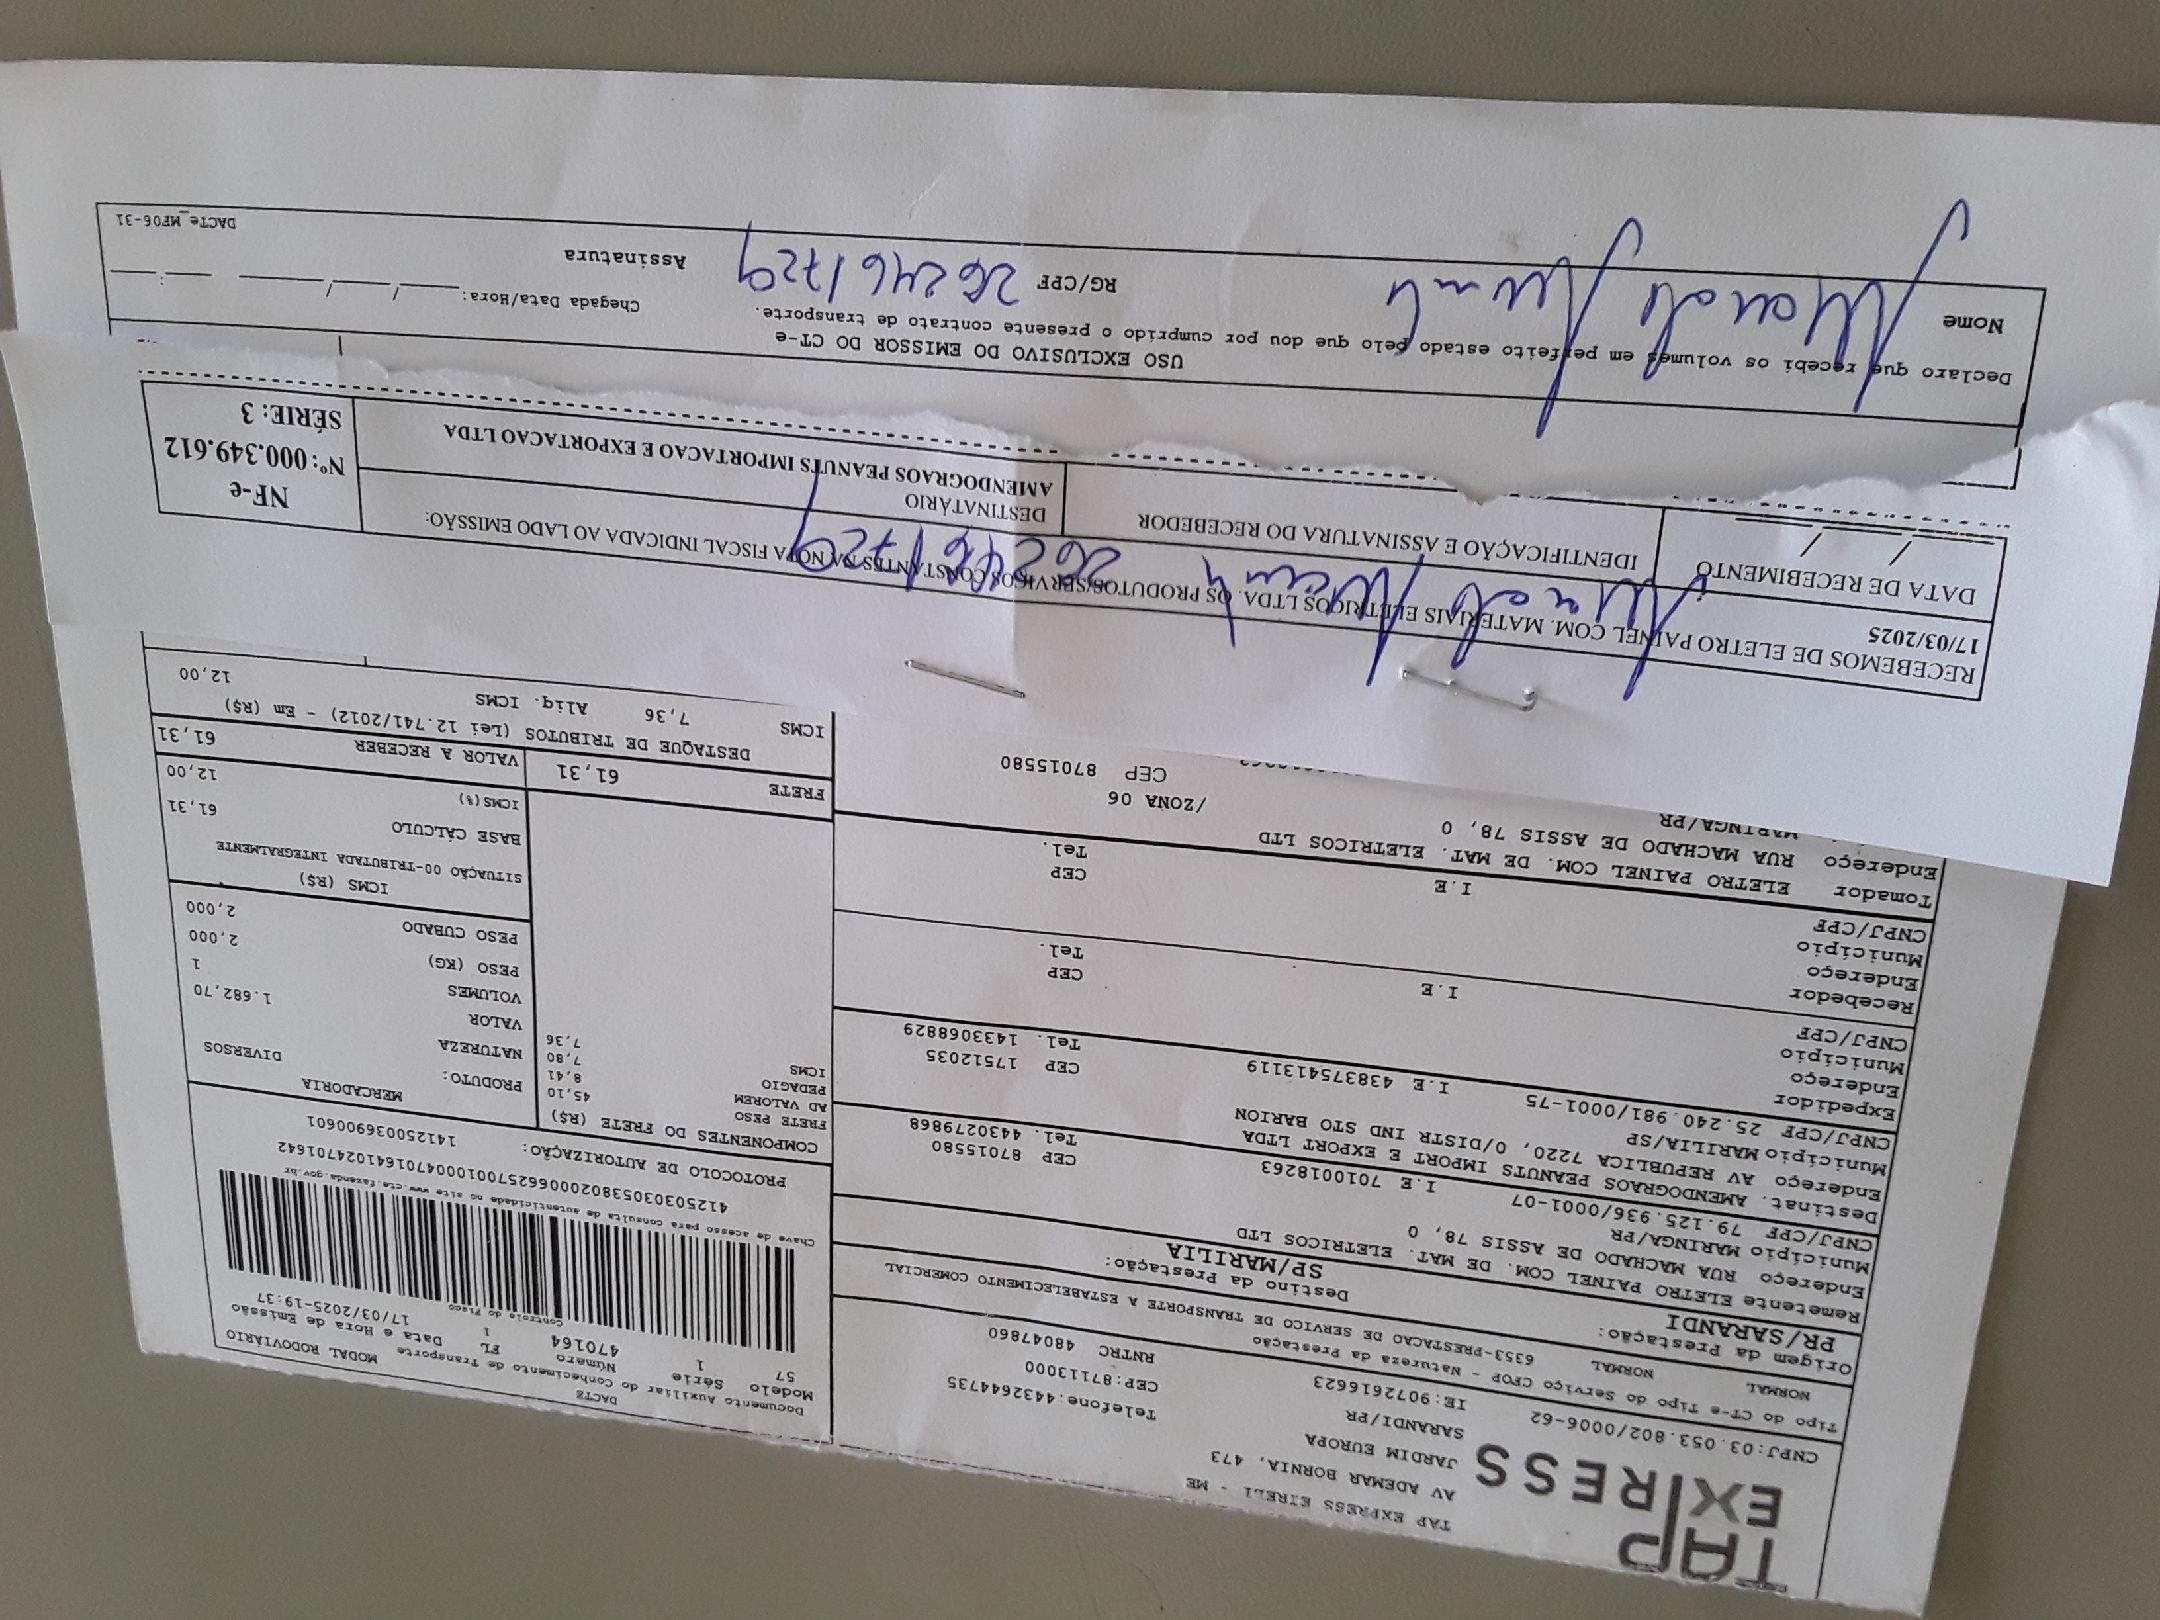 TAP
EXPRESS
TAP EXPRESS EIRELI - ME
AV ADEMAR BORNIA, 473
JARDIM EUROPA
SARANDI/PR
CNPJ:03.053.802/0006-62
IE:9072616623
Telefone:4432644735
CEP:87113000
RNTRC 48047860
Tipo do CT-e Tipo do Serviço CFOP - Natureza da Prestação
NORMAL NORMAL 6353-PRESTACAO DE SERVICO DE TRANSPORTE A ESTABELECIMENTO COMERCIAL
Origem da Prestação: Destino da Prestação:
PR/SARANDI SP/MARILIA
Remetente ELETRO PAINEL COM. DE MAT. ELETRICOS LTD
Endereço RUA MACHADO DE ASSIS 78, 0
Município MARINGA/PR CEP 87015580
CNPJ/CPF 79.125.936/0001-07 I.E 7010018263 Tel. 4430279868
Destinat. AMENDOGRAOS PEANUTS IMPORT E EXPORT LTDA
Endereço AV REPUBLICA 7220, 0/DISTR IND STO BARION
Município MARILIA/SP CEP 17512035
CNPJ/CPF 25.240.981/0001-75 I.E 438375413119 Tel. 1433068829
Expedidor
Endereço
Município CEP
CNPJ/CPF I.E Tel.
Recebedor
Endereço
Município CEP
CNPJ/CPF I.E Tel.
Tomador ELETRO PAINEL COM. DE MAT. ELETRICOS LTD
Endereço RUA MACHADO DE ASSIS 78, 0 /ZONA 06
MARINGA/PR CEP 87015580
DACTE
Documento Auxiliar do Conhecimento de Transporte
MODAL RODOVIÁRIO
Modelo Série Número FL Data e Hora de Emissão
57 1 470164 1 17/03/2025-19:37
Controle do Fisco
Chave de acesso para consulta de autenticidade no site www.cte.fazenda.gov.br
41250303053802000662570010004701641024701642
PROTOCOLO DE AUTORIZAÇÃO: 141250036900601
COMPONENTES DO FRETE (R$)
FRETE PESO 45,10
AD VALOREM 8,41
PEDAGIO 7,80
ICMS 7,36
MERCADORIA
PRODUTO: DIVERSOS
NATUREZA
VALOR 1.682,70
VOLUMES 1
PESO (KG) 2,000
PESO CUBADO 2,000
ICMS (R$)
SITUAÇÃO 00-TRIBUTADA INTEGRALMENTE
BASE CÁLCULO 61,31
ICMS(%) 12,00
FRETE 61,31
VALOR A RECEBER 61,31
DESTAQUE DE TRIBUTOS (Lei 12.741/2012) - Em (R$)
ICMS 7,36 Aliq. ICMS 12,00
RECEBEMOS DE ELETRO PAINEL COM. MATERIAIS ELETRICOS LTDA. OS PRODUTOS/SERVIÇOS CONSTANTES NA NOTA FISCAL INDICADA AO LADO EMISSÃO:
17/03/2025
262461729
DATA DE RECEBIMENTO
____/____/____
IDENTIFICAÇÃO E ASSINATURA DO RECEBEDOR
DESTINATÁRIO
AMENDOGRAOS PEANUTS IMPORTACAO E EXPORTACAO LTDA
NF-e
Nº: 000.349.612
SÉRIE: 3
USO EXCLUSIVO DO EMISSOR DO CT-e
Declaro que recebi os volumes em perfeito estado pelo que dou por cumprido o presente contrato de transporte.
Nome
RG/CPF 262461729
Chegada Data/Hora: ____/____/____ ___:___
Assinatura
DACTe_MF06-31